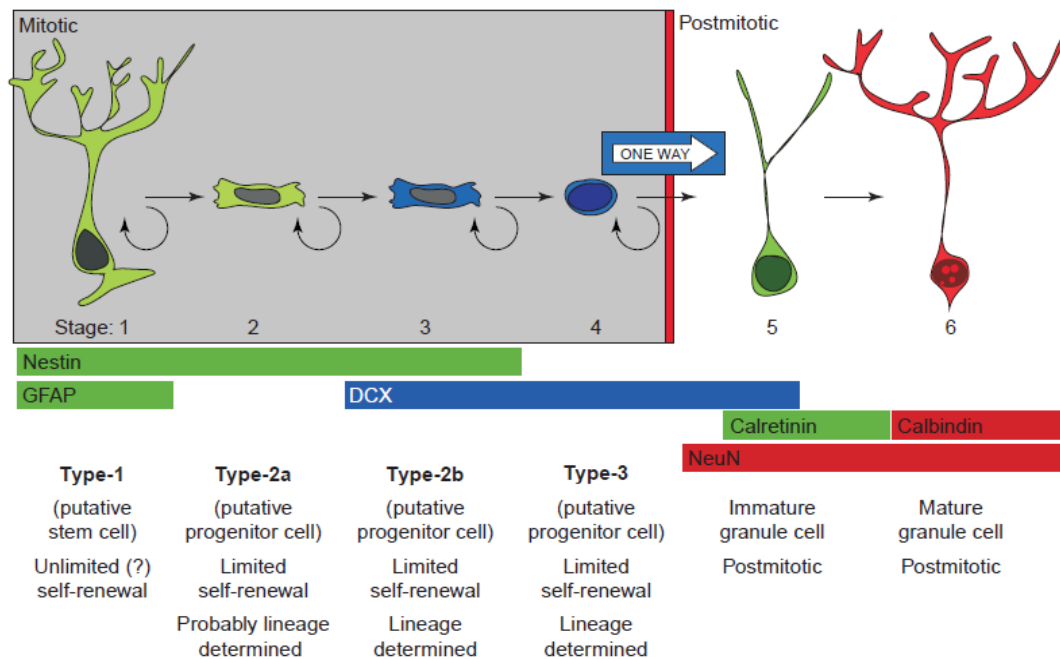 Mitotic
Postmitotic
ONE WAY
Stage: 1
2
3
4
5
6
Nestin
GFAP
DCX
Calretinin
Calbindin
NeuN
Type-1
(putative
stem cell)
Unlimited (?)
self-renewal
Type-2a
(putative
progenitor cell)
Limited
self-renewal
Probably lineage
determined
Type-2b
(putative
progenitor cell)
Limited
self-renewal
Lineage
determined
Type-3
(putative
progenitor cell)
Limited
self-renewal
Lineage
determined
Immature
granule cell
Postmitotic
Mature
granule cell
Postmitotic